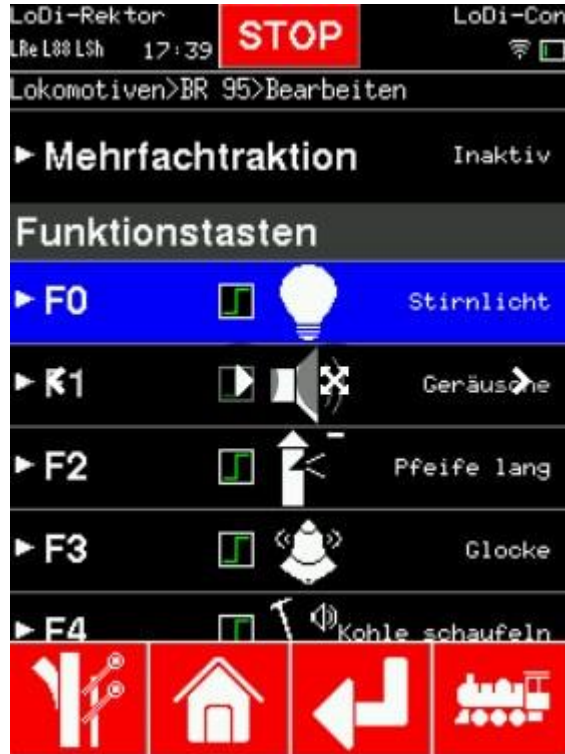 LoDi-Rektor STOP LoDi-Con
LRe L88 LSh 17:39
Lokomotiven>BR 95>Bearbeiten
Mehrfachtraktion Inaktiv
Funktionstasten
F0 Stirnlicht
F1 Geräusche
F2 Pfeife lang
F3 Glocke
F4 Kohle schaufeln